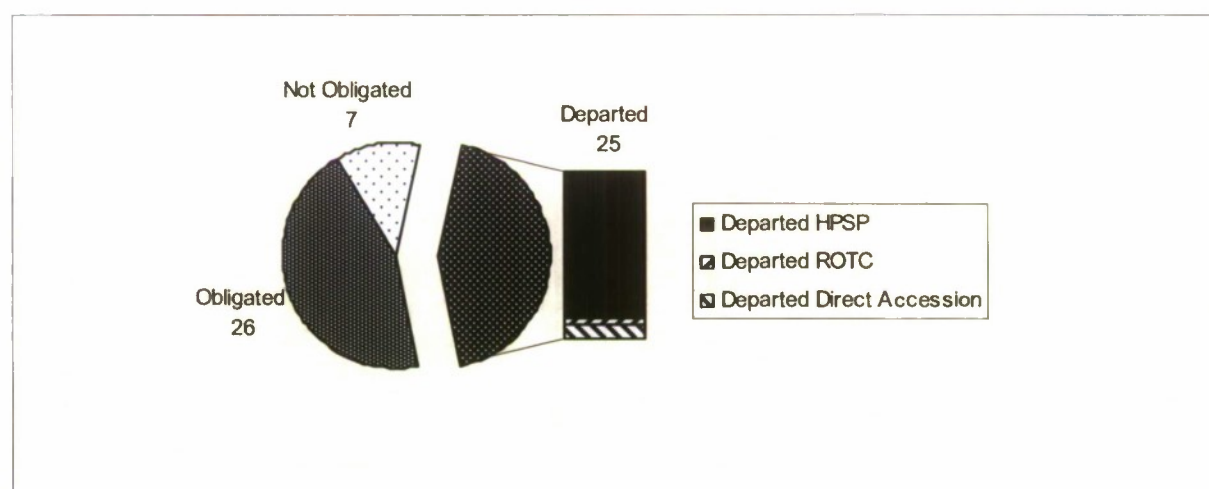 Not Obligated
7
Departed
25
Obligated
26
Departed HPSP
Departed ROTC
Departed Direct Accession